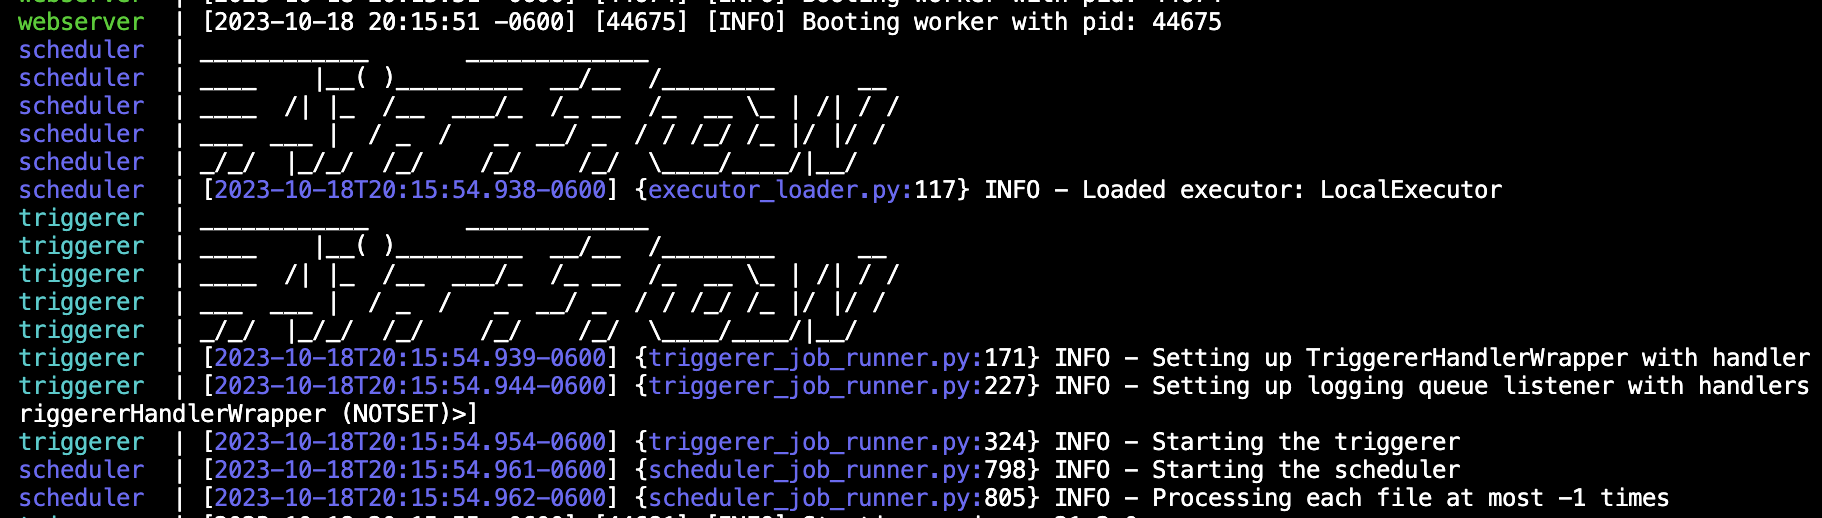 webserver | [2023-10-18 20:15:51 -0600] [44675] [INFO] Booting worker with pid: 44675
scheduler |   ____________       _____________
scheduler |  ____    |__( )_________  __/__  /________      __
scheduler | ____  /| |_  /__  ___/_  /_ __  /_  __ \_ | /| / /
scheduler | ___  ___ |  / _  /   _  __/ _  / / /_/ /_ |/ |/ /
scheduler |  _/_/  |_/_/  /_/    /_/    /_/  \____/____/|__/
scheduler | [2023-10-18T20:15:54.938-0600] {executor_loader.py:117} INFO - Loaded executor: LocalExecutor
triggerer |   ____________       _____________
triggerer |  ____    |__( )_________  __/__  /________      __
triggerer | ____  /| |_  /__  ___/_  /_ __  /_  __ \_ | /| / /
triggerer | ___  ___ |  / _  /   _  __/ _  / / /_/ /_ |/ |/ /
triggerer |  _/_/  |_/_/  /_/    /_/    /_/  \____/____/|__/
triggerer | [2023-10-18T20:15:54.939-0600] {triggerer_job_runner.py:171} INFO - Setting up TriggererHandlerWrapper with handler
triggerer | [2023-10-18T20:15:54.944-0600] {triggerer_job_runner.py:227} INFO - Setting up logging queue listener with handlers
riggererHandlerWrapper (NOTSET)>]
triggerer | [2023-10-18T20:15:54.954-0600] {triggerer_job_runner.py:324} INFO - Starting the triggerer
scheduler | [2023-10-18T20:15:54.961-0600] {scheduler_job_runner.py:798} INFO - Starting the scheduler
scheduler | [2023-10-18T20:15:54.962-0600] {scheduler_job_runner.py:805} INFO - Processing each file at most -1 times